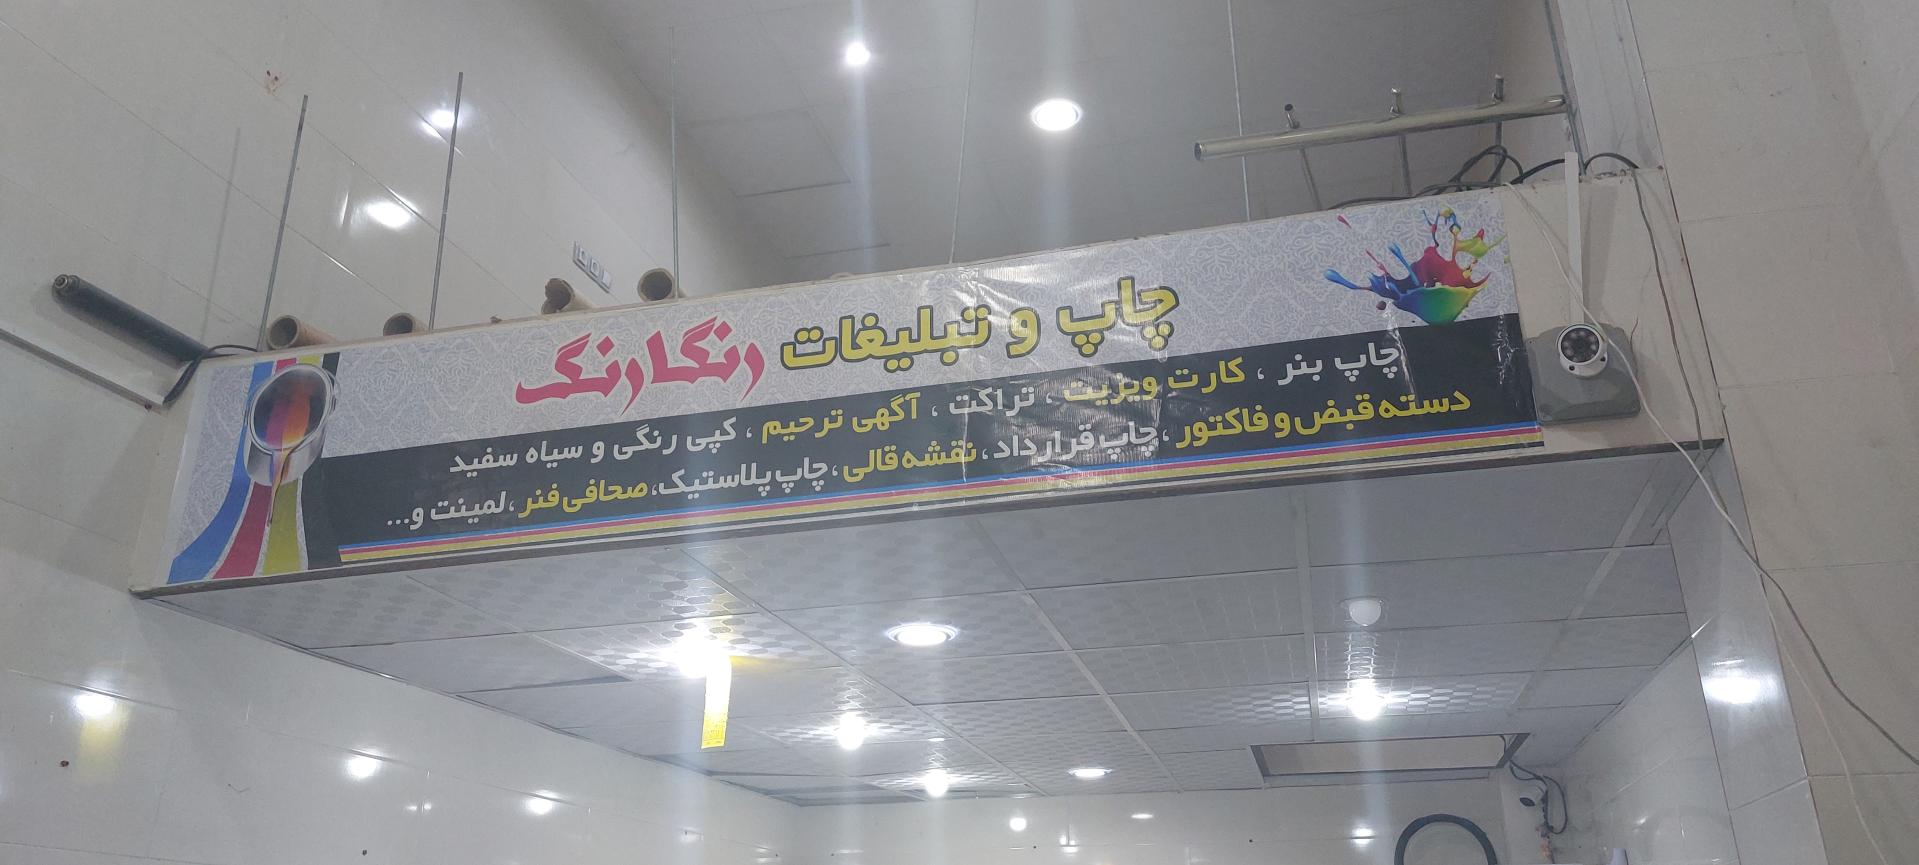 چاپ و تبلیغات رنگارنگ
چاپ بنر ، کارت ویزیت ، تراکت ، آگهی ترحیم ، کپی رنگی و سیاه سفید
دسته قبض و فاکتور ،چاپ قرارداد، نقشه قالی ،چاپ پلاستیک، صحافی فنر ،لمینت و...